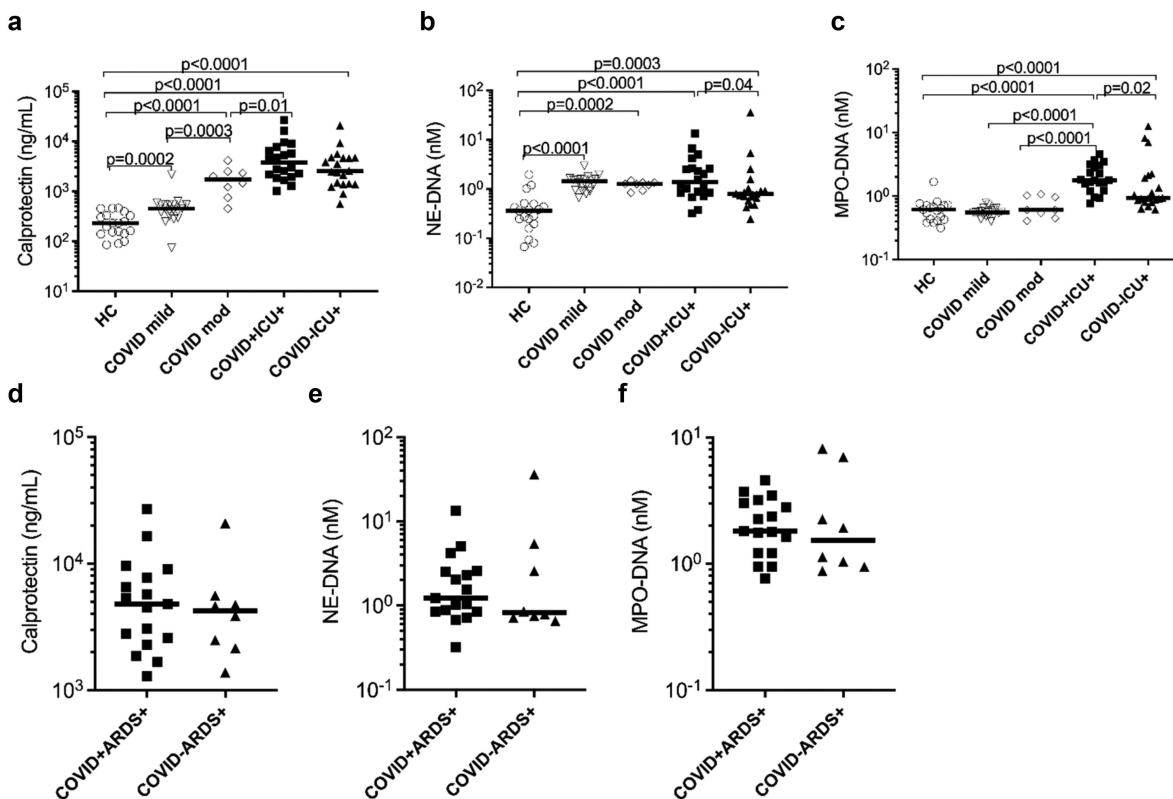 a
p<0.0001
p<0.0001
p<0.0001
p=0.01
p=0.0003
p=0.0002
Calprotectin (ng/mL)
10^5
10^4
10^3
10^2
10^1
HC
COVID mild
COVID mod
COVID+ICU+
COVID-ICU+
b
p=0.0003
p<0.0001
p=0.04
p=0.0002
p<0.0001
NE-DNA (nM)
10^2
10^1
10^0
10^-1
10^-2
HC
COVID mild
COVID mod
COVID+ICU+
COVID-ICU+
c
p<0.0001
p<0.0001
p=0.02
p<0.0001
p<0.0001
MPO-DNA (nM)
10^2
10^1
10^0
10^-1
HC
COVID mild
COVID mod
COVID+ICU+
COVID-ICU+
d
Calprotectin (ng/mL)
10^5
10^4
10^3
COVID+ARDS+
COVID-ARDS+
e
NE-DNA (nM)
10^2
10^1
10^0
10^-1
COVID+ARDS+
COVID-ARDS+
f
MPO-DNA (nM)
10^1
10^0
10^-1
COVID+ARDS+
COVID-ARDS+